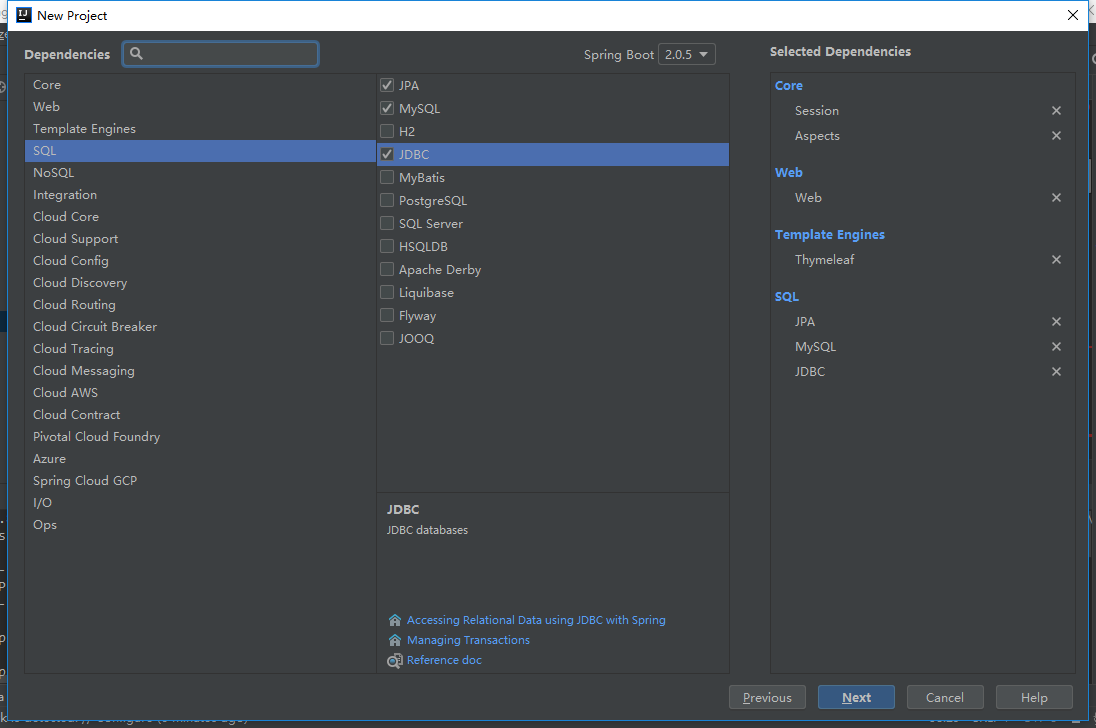 New Project
Dependencies
Spring Boot 2.0.5
Selected Dependencies
Core
Web
Template Engines
SQL
NoSQL
Integration
Cloud Core
Cloud Support
Cloud Config
Cloud Discovery
Cloud Routing
Cloud Circuit Breaker
Cloud Tracing
Cloud Messaging
Cloud AWS
Cloud Contract
Pivotal Cloud Foundry
Azure
Spring Cloud GCP
I/O
Ops
JPA
MySQL
H2
JDBC
MyBatis
PostgreSQL
SQL Server
HSQLDB
Apache Derby
Liquibase
Flyway
JOOQ
JDBC
JDBC databases
Accessing Relational Data using JDBC with Spring
Managing Transactions
Reference doc
Core
Session
Aspects
Web
Web
Template Engines
Thymeleaf
SQL
JPA
MySQL
JDBC
Previous
Next
Cancel
Help